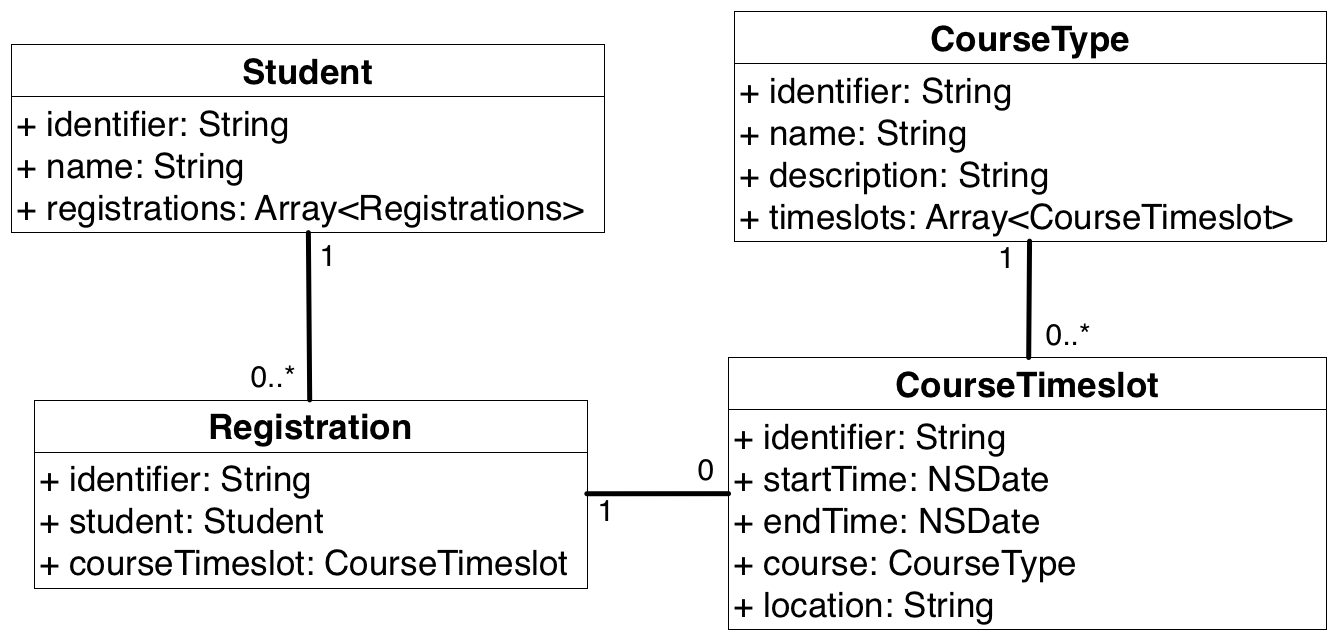 Student
+ identifier: String
+ name: String
+ registrations: Array<Registrations>
CourseType
+ identifier: String
+ name: String
+ description: String
+ timeslots: Array<CourseTimeslot>
1
0..*
1
0..*
Registration
+ identifier: String
+ student: Student
+ courseTimeslot: CourseTimeslot
1
0
CourseTimeslot
+ identifier: String
+ startTime: NSDate
+ endTime: NSDate
+ course: CourseType
+ location: String